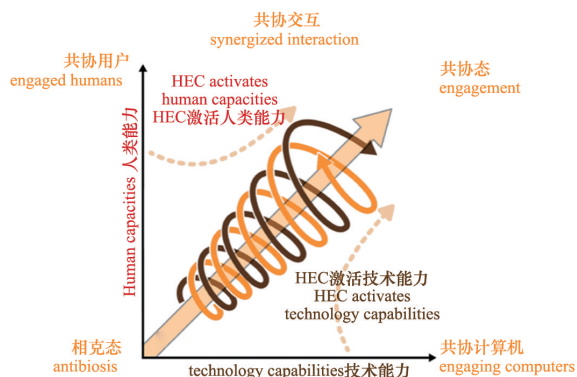 共协交互
synergized interaction
共协用户
engaged humans
共协态
engagement
HEC activates
human capacities
HEC激活人类能力
Human capacities 人类能力
HEC激活技术能力
HEC activates
technology capabilities
相克态
antibiosis
technology capabilities技术能力
共协计算机
engaging computers